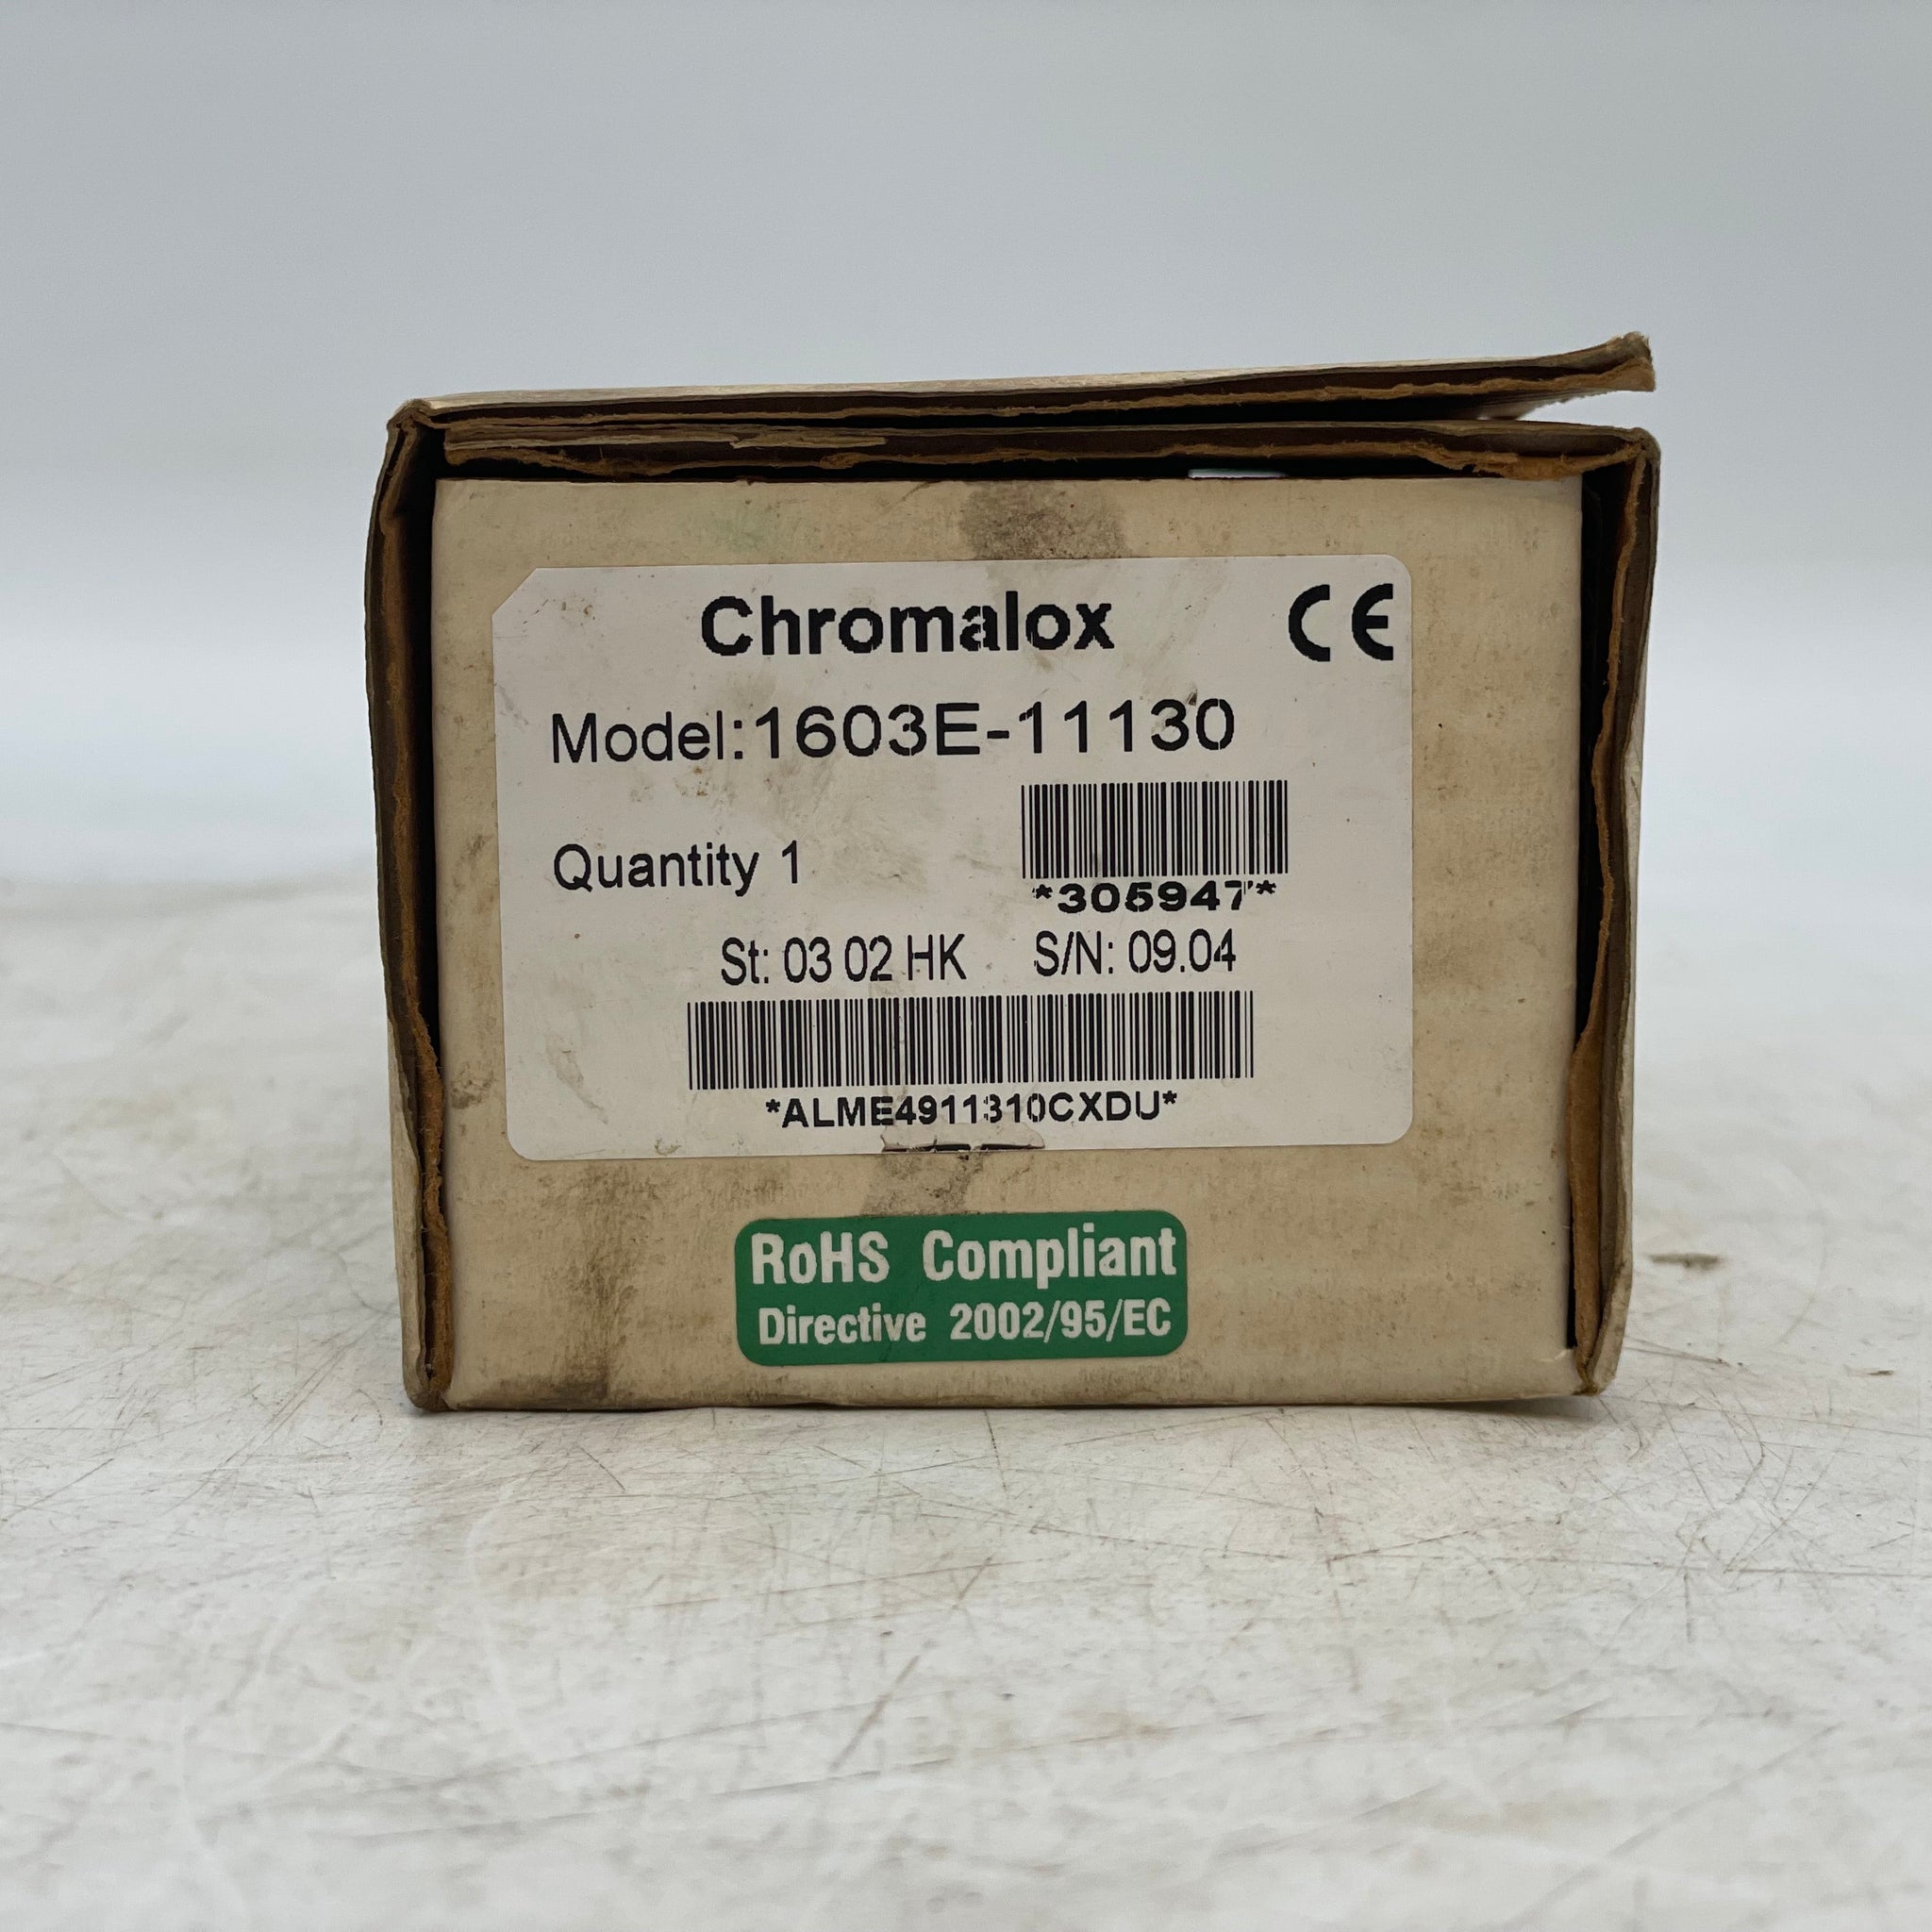 Chromalox CE
Model:1603E-11130
Quantity 1
*305947*
St: 03 02 HK S/N: 09.04
*ALME4911310CXDU*
RoHS Compliant
Directive 2002/95/EC